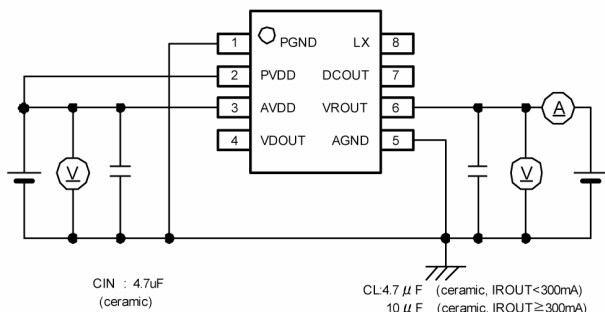 1 PGND LX 8
2 PVDD DCOUT 7
3 AVDD VROUT 6
4 VDOUT AGND 5
V
V
A
CIN : 4.7uF
(ceramic)
CL:4.7 μ F (ceramic, IROUT<300mA)
10 μ F (ceramic, IROUT≧300mA)